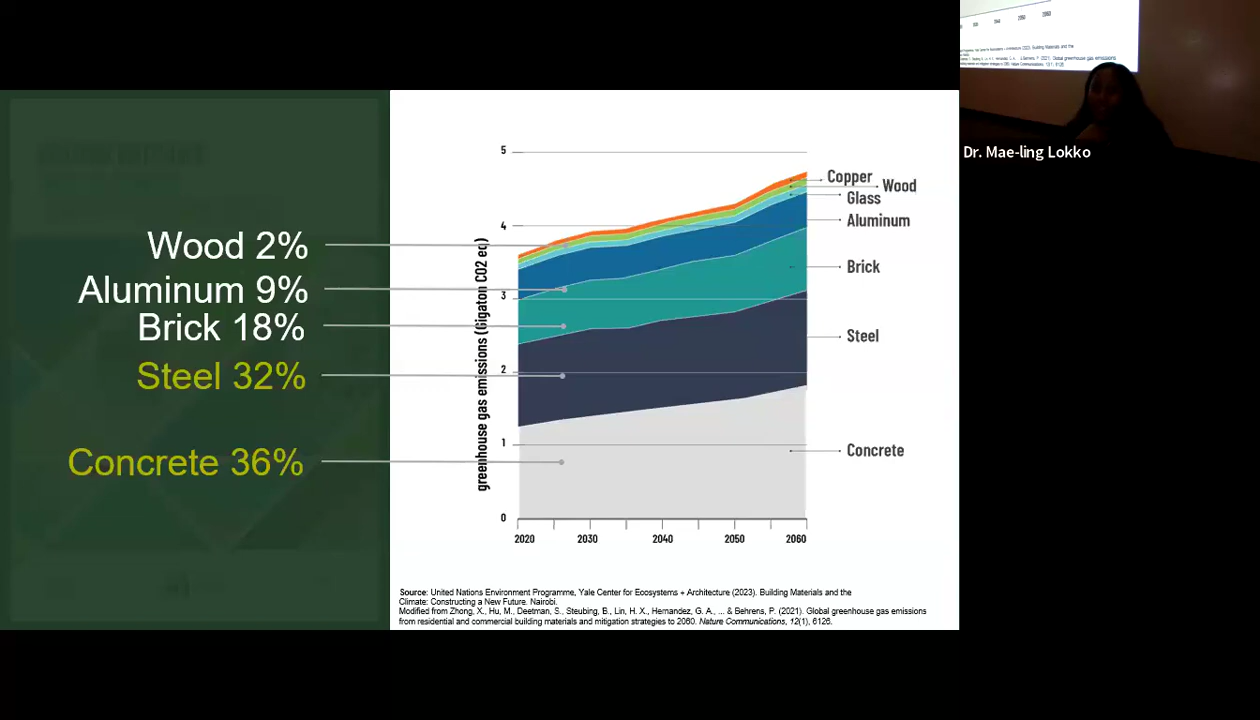 Wood 2%
Aluminum 9%
Brick 18%
Steel 32%
Concrete 36%
greenhouse gas emissions (Gigaton CO2 eq)
5
4
3
2
1
0
2020
2030
2040
2050
2060
Copper
Wood
Glass
Aluminum
Brick
Steel
Concrete
Source: United Nations Environment Programme, Yale Center for Ecosystems + Architecture (2023). Building Materials and the
Climate: Constructing a New Future. Nairobi.
Modified from Zhong, X., Hu, M., Deetman, S., Steubing, B., Lin, H. X., Hernandez, G. A., ... & Behrens, P. (2021). Global greenhouse gas emissions
from residential and commercial building materials and mitigation strategies to 2060. Nature Communications, 12(1), 6126.
2050
2060
Dr. Mae-ling Lokko